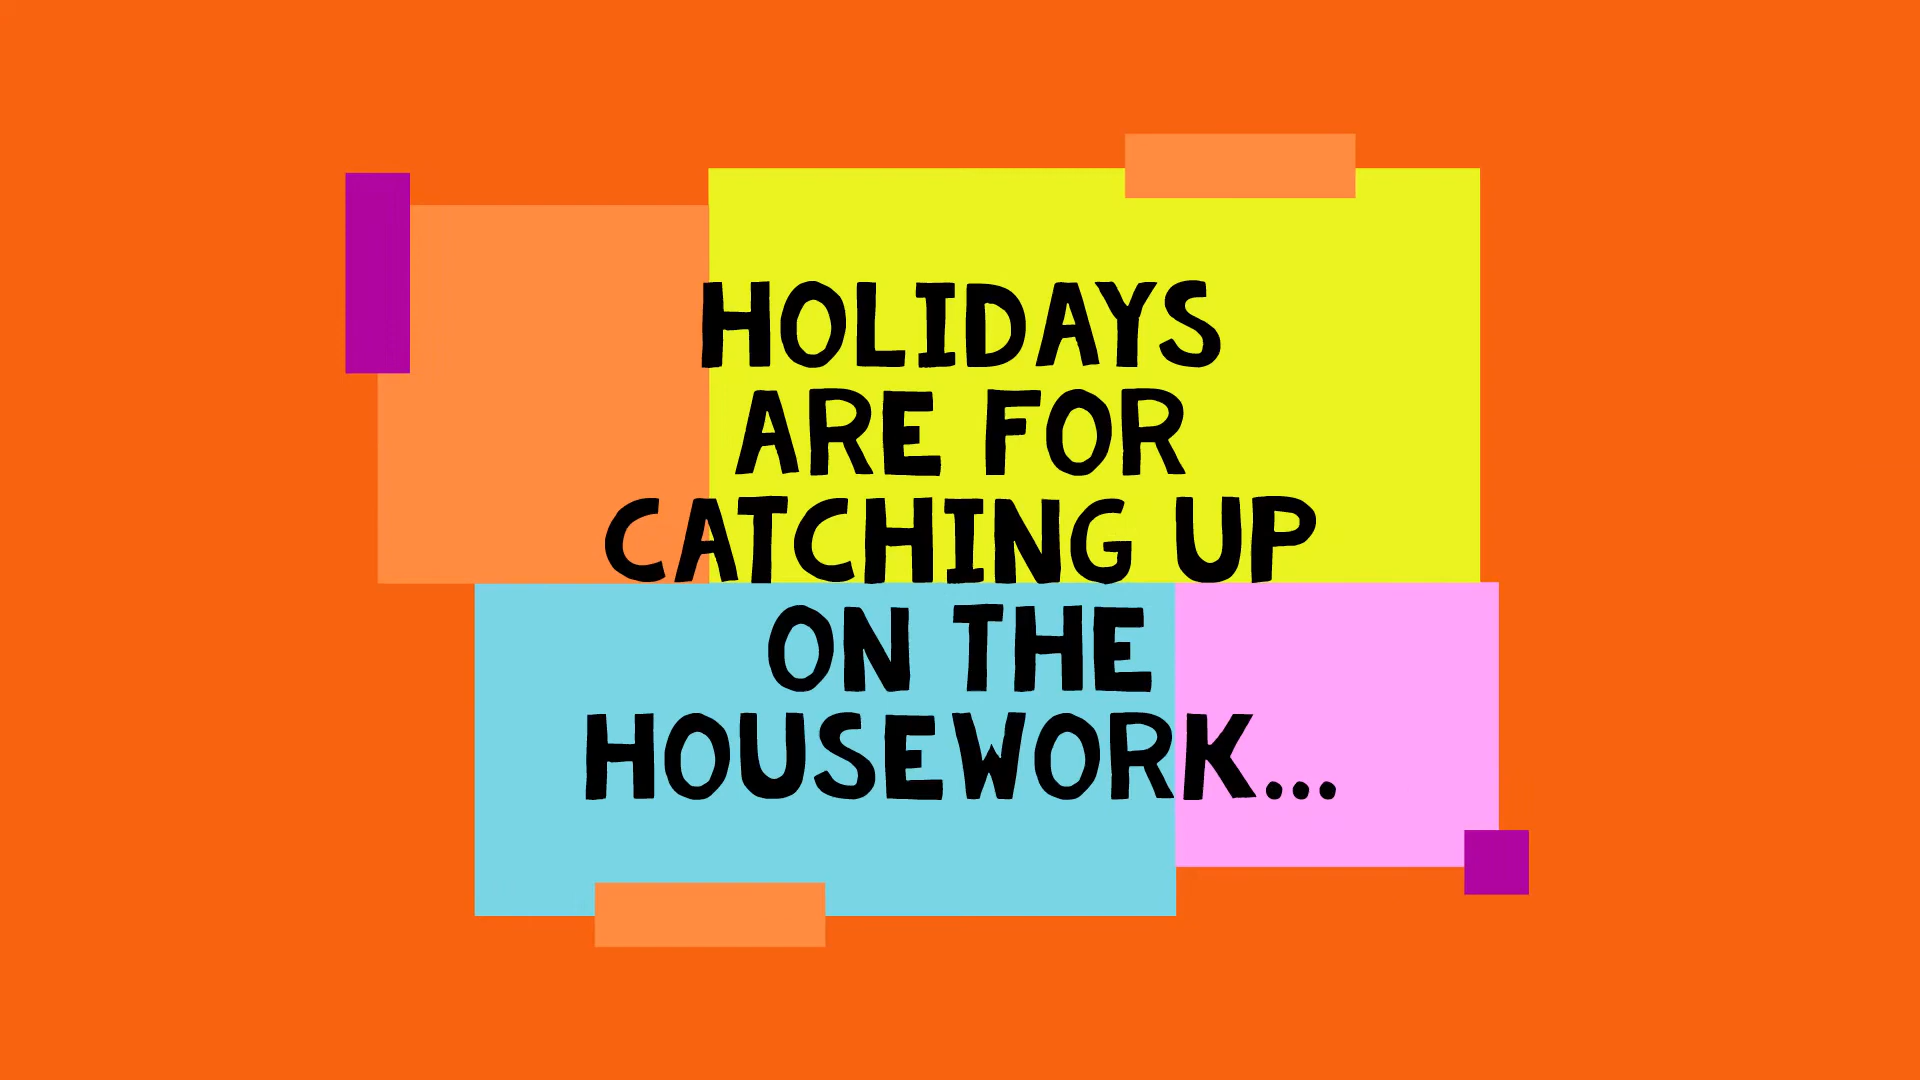 HOLIDAYS
ARE FOR
CATCHING UP
ON THE
HOUSEWORK...